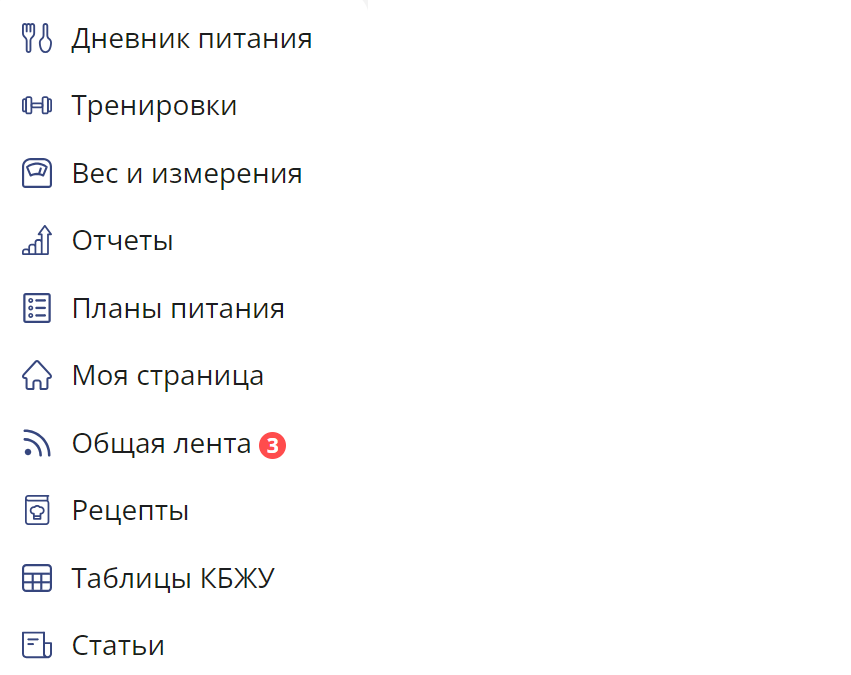 Дневник питания
Тренировки
Вес и измерения
Отчеты
Планы питания
Моя страница
Общая лента 3
Рецепты
Таблицы КБЖУ
Статьи